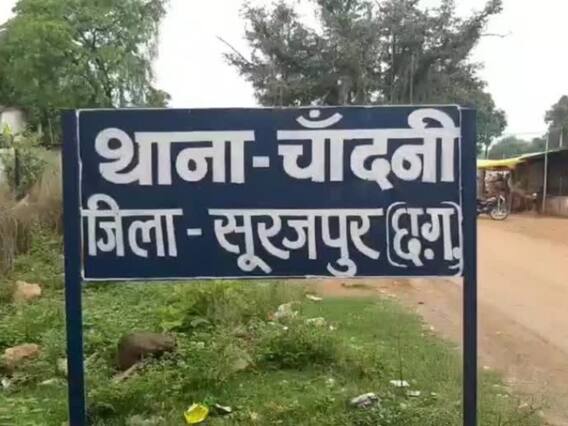 थाना - चाँदनी
जिला - सूरजपुर (छ.ग.)